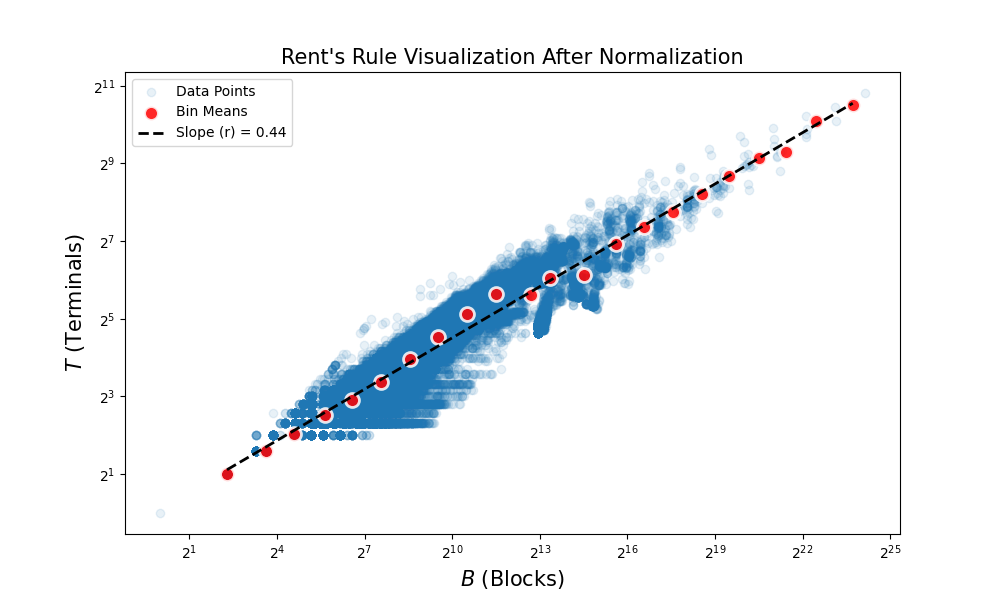 Rent's Rule Visualization After Normalization
Data Points
Bin Means
Slope (r) = 0.44
T (Terminals)
2^11
2^9
2^7
2^5
2^3
2^1
2^1 2^4 2^7 2^10 2^13 2^16 2^19 2^22 2^25
B (Blocks)